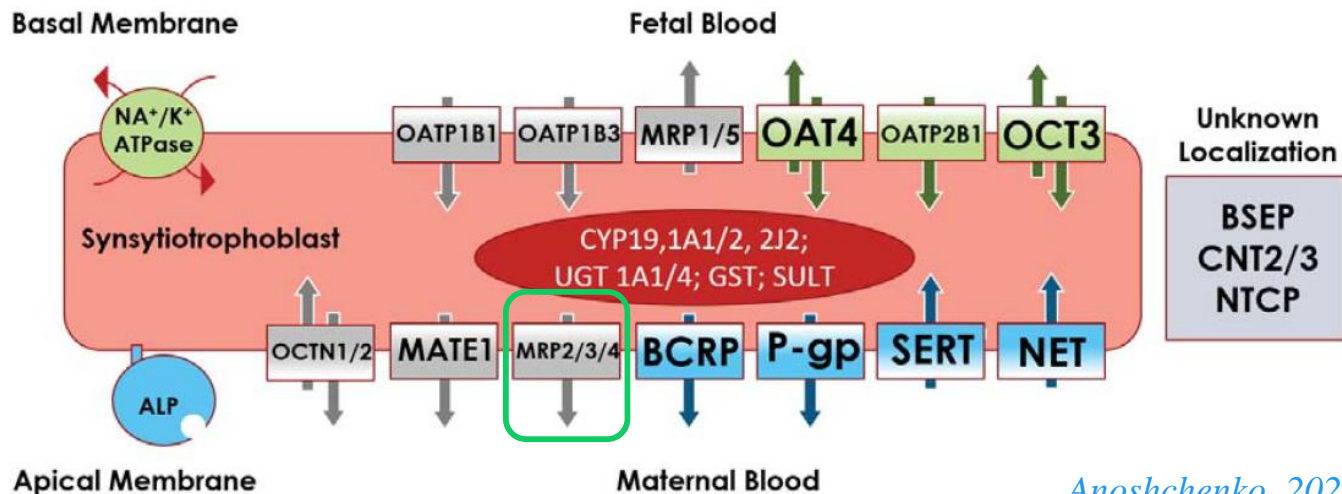 Basal Membrane
Fetal Blood
NA⁺/K⁺
ATPase
OATP1B1
OATP1B3
MRP1/5
OAT4
OATP2B1
OCT3
Unknown
Localization
BSEP
CNT2/3
NTCP
Synsytiotrophoblast
CYP19,1A1/2, 2J2;
UGT 1A1/4; GST; SULT
OCTN1/2
MATE1
MRP2/3/4
BCRP
P-gp
SERT
NET
ALP
Apical Membrane
Maternal Blood
Anoshchenko, 202